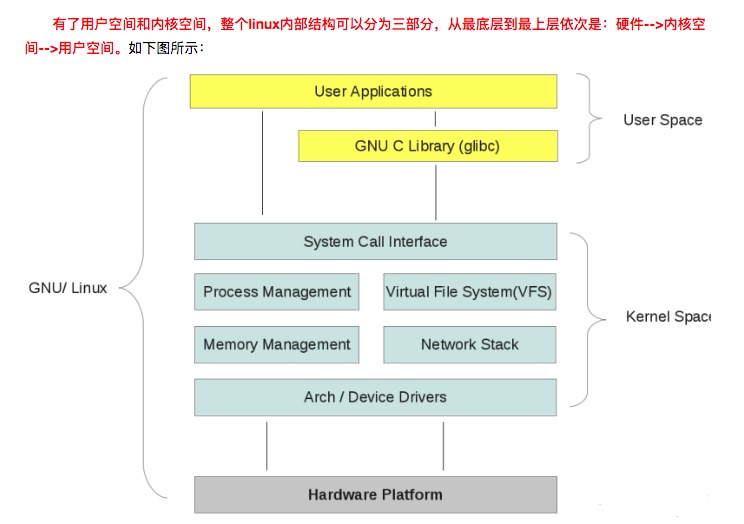 有了用户空间和内核空间，整个linux内部结构可以分为三部分，从最底层到最上层依次是：硬件-->内核空
间-->用户空间。如下图所示：
User Applications
User Space
GNU C Library (glibc)
System Call Interface
GNU/ Linux
Process Management
Virtual File System(VFS)
Kernel Space
Memory Management
Network Stack
Arch / Device Drivers
Hardware Platform